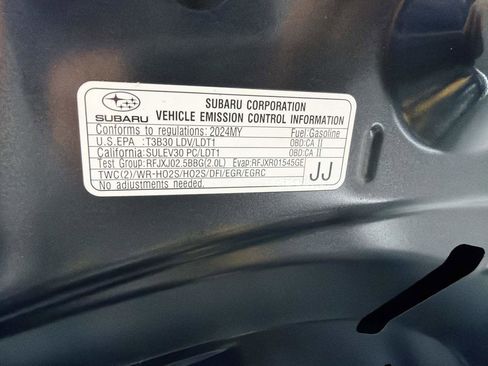 SUBARU CORPORATION
SUBARU
VEHICLE EMISSION CONTROL INFORMATION
Conforms to regulations: 2024MY Fuel:Gasoline
U.S.EPA :T3B30 LDV/LDT1 OBD:CA II
California:SULEV30 PC/LDT1 OBD:CA II
Test Group:RFJXJ02.5BBG(2.0L) Evap:RFJXR01545GE
TWC(2)/WR-HO2S/HO2S/DFI/EGR/EGRC
No adjustments needed.
JJ